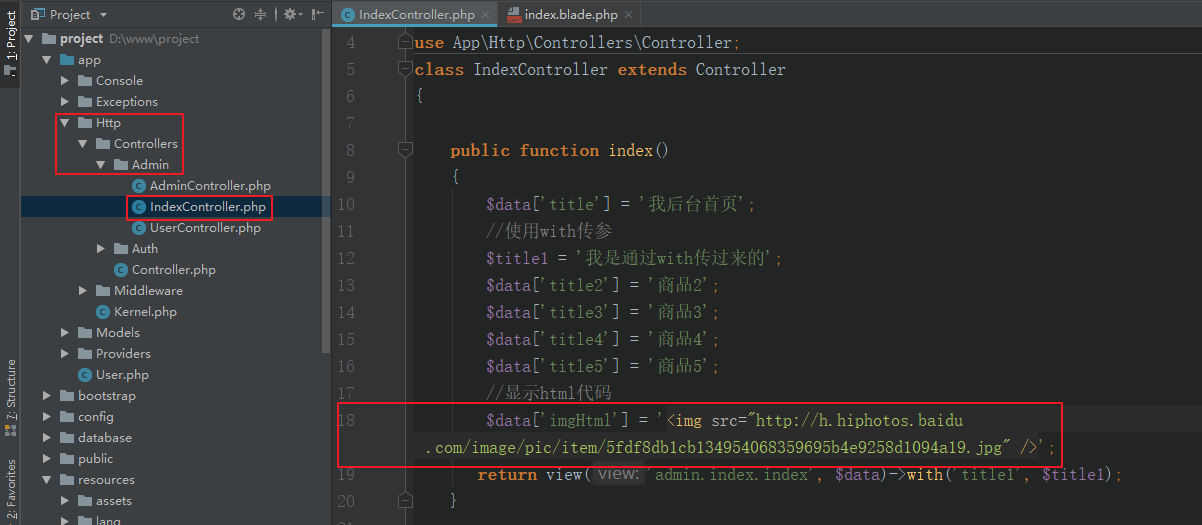 Project
IndexController.php
index.blade.php
1: Project
project D:\www\project
app
Console
Exceptions
Http
Controllers
Admin
AdminController.php
IndexController.php
UserController.php
Auth
Controller.php
Middleware
Kernel.php
Models
Providers
User.php
bootstrap
config
database
public
resources
assets
lang
7: Structure
2: Favorites
4 use App\Http\Controllers\Controller;
5 class IndexController extends Controller
6 {
7
8 public function index()
9 {
10 $data['title'] = '我后台首页';
11 //使用with传参
12 $title1 = '我是通过with传过来的';
13 $data['title2'] = '商品2';
14 $data['title3'] = '商品3';
15 $data['title4'] = '商品4';
16 $data['title5'] = '商品5';
17 //显示html代码
18 $data['imgHtml'] = '<img src="http://h.hiphotos.baidu
.com/image/pic/item/5fdf8db1cb134954068359695b4e9258d1094a19.jpg" />';
19 return view( view: 'admin.index.index', $data)->with('title1', $title1);
20 }